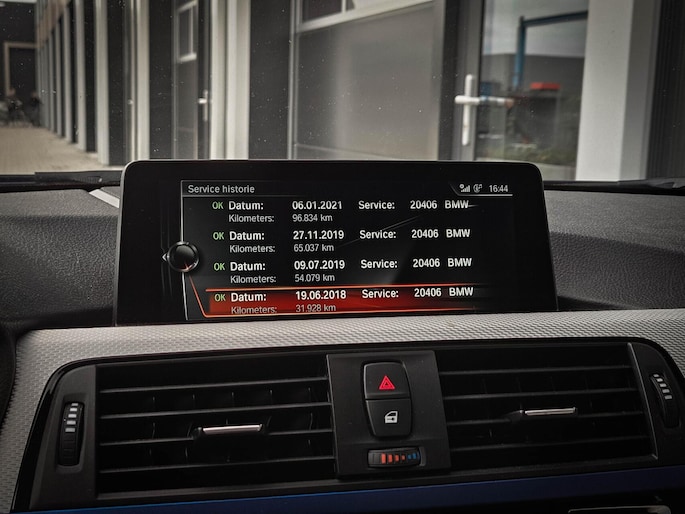 Service historie 16:44
OK Datum: 06.01.2021 Service: 20406 BMW
Kilometers: 96.834 km
OK Datum: 27.11.2019 Service: 20406 BMW
Kilometers: 65.037 km
OK Datum: 09.07.2019 Service: 20406 BMW
Kilometers: 54.079 km
OK Datum: 19.06.2018 Service: 20406 BMW
Kilometers: 31.928 km